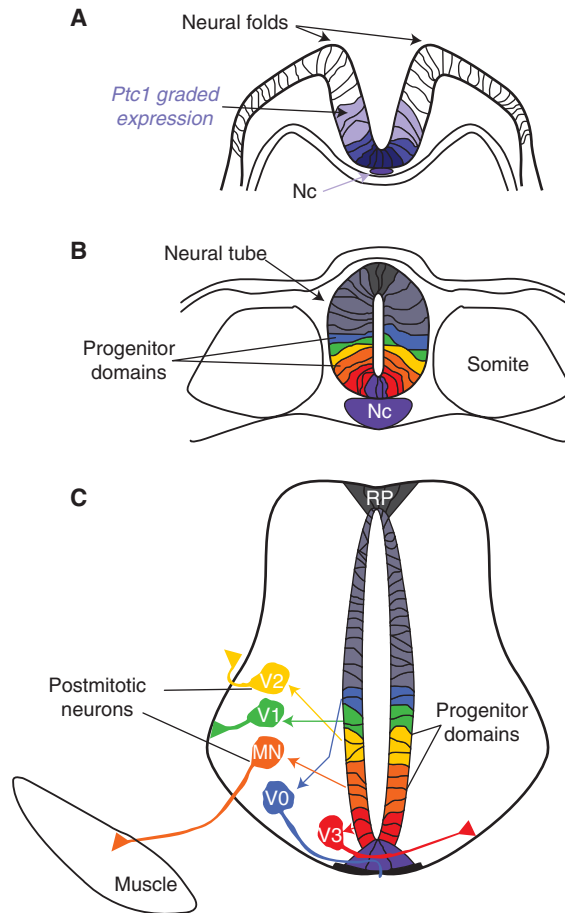 A
Neural folds
Ptc1 graded
expression
Nc
B
Neural tube
Progenitor
domains
Somite
Nc
C
RP
V2
Postmitotic
neurons
V1
Progenitor
domains
MN
V0
V3
Muscle